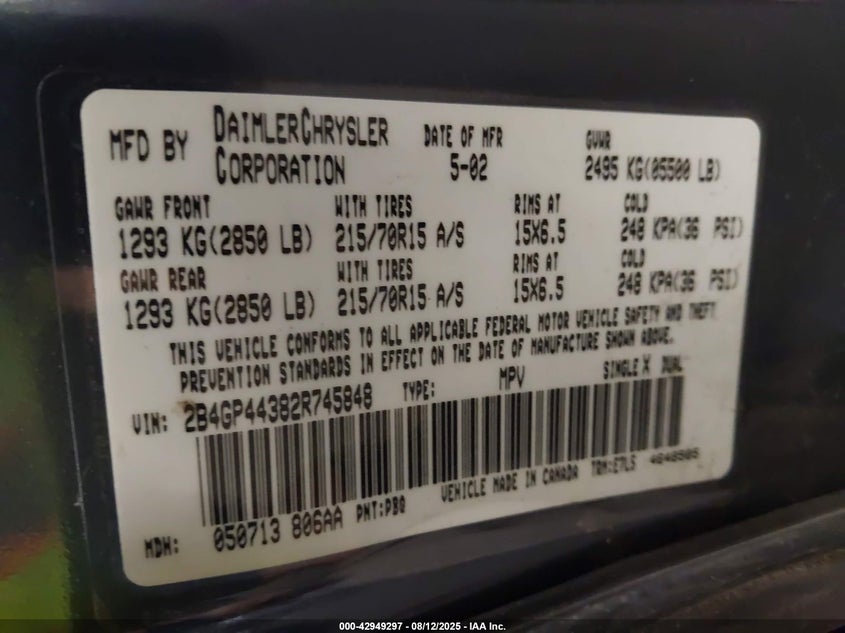 MFD BY DAIMLERCHRYSLER CORPORATION DATE OF MFR 5-02 GVWR 2495 KG(05500 LB)
GAWR FRONT WITH TIRES RIMS AT COLD
1293 KG(2850 LB) 215/70R15 A/S 15X6.5 248 KPA(36 PSI)
GAWR REAR WITH TIRES RIMS AT COLD
1293 KG(2850 LB) 215/70R15 A/S 15X6.5 248 KPA(36 PSI)
THIS VEHICLE CONFORMS TO ALL APPLICABLE FEDERAL MOTOR VEHICLE SAFETY AND THEFT
PREVENTION STANDARDS IN EFFECT ON THE DATE OF MANUFACTURE SHOWN ABOVE.
VIN: 2B4GP44382R745848 TYPE: MPV SINGLE X DUAL
MDH: 050713 806AA PNT:PBG VEHICLE MADE IN CANADA TRM:E7L5 4648505
000-42949297 - 08/12/2025 - IAA Inc.